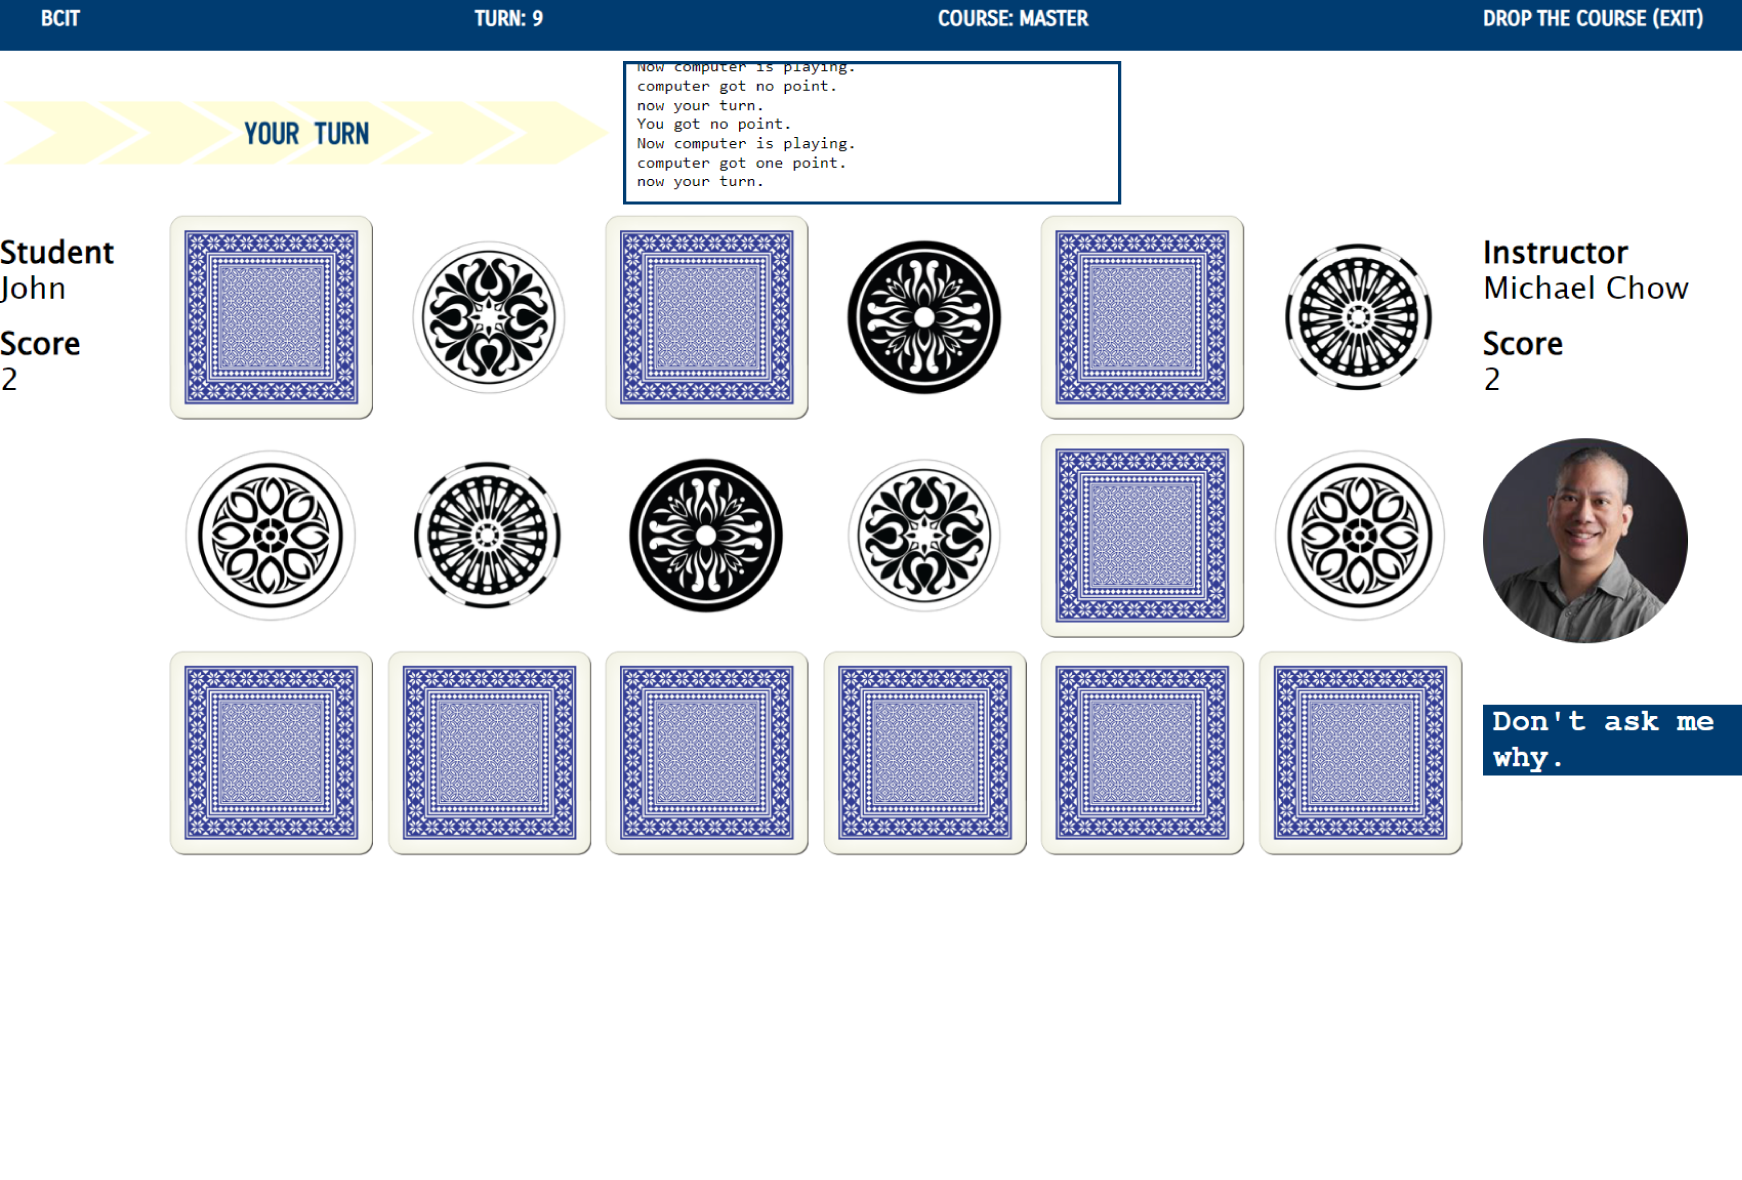 BCIT
TURN: 9
COURSE: MASTER
DROP THE COURSE (EXIT)
YOUR TURN
Now computer is playing.
computer got no point.
now your turn.
You got no point.
Now computer is playing.
computer got one point.
now your turn.
Student
John
Score
2
Instructor
Michael Chow
Score
2
Don't ask me
why.